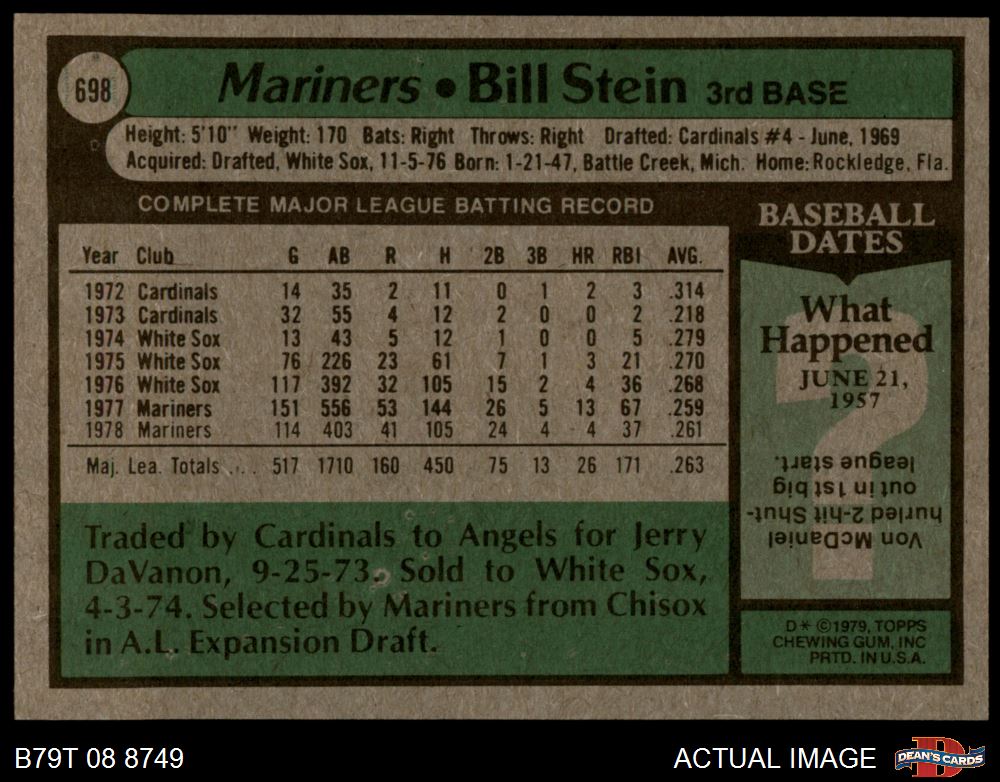 698
Mariners • Bill Stein 3rd BASE
Height: 5'10" Weight: 170 Bats: Right Throws: Right Drafted: Cardinals #4 - June, 1969
Acquired: Drafted, White Sox, 11-5-76 Born: 1-21-47, Battle Creek, Mich. Home: Rockledge, Fla.
COMPLETE MAJOR LEAGUE BATTING RECORD
Year Club G AB R H 2B 3B HR RBI AVG.
1972 Cardinals 14 35 2 11 0 1 2 3 .314
1973 Cardinals 32 55 4 12 2 0 0 2 .218
1974 White Sox 13 43 5 12 1 0 0 5 .279
1975 White Sox 76 226 23 61 7 1 3 21 .270
1976 White Sox 117 392 32 105 15 2 4 36 .268
1977 Mariners 151 556 53 144 26 5 13 67 .259
1978 Mariners 114 403 41 105 24 4 4 37 .261
Maj. Lea. Totals .... 517 1710 160 450 75 13 26 171 .263
Traded by Cardinals to Angels for Jerry
DaVanon, 9-25-73. Sold to White Sox,
4-3-74. Selected by Mariners from Chisox
in A.L. Expansion Draft.
BASEBALL
DATES
What
Happened
JUNE 21,
1957
?
Von McDaniel
hurled 2-hit Shut-
out in 1st big
league start.
D* ©1979, TOPPS
CHEWING GUM, INC
PRTD. IN U.S.A.
B79T 08 8749
ACTUAL IMAGE
D
DEAN'S CARDS